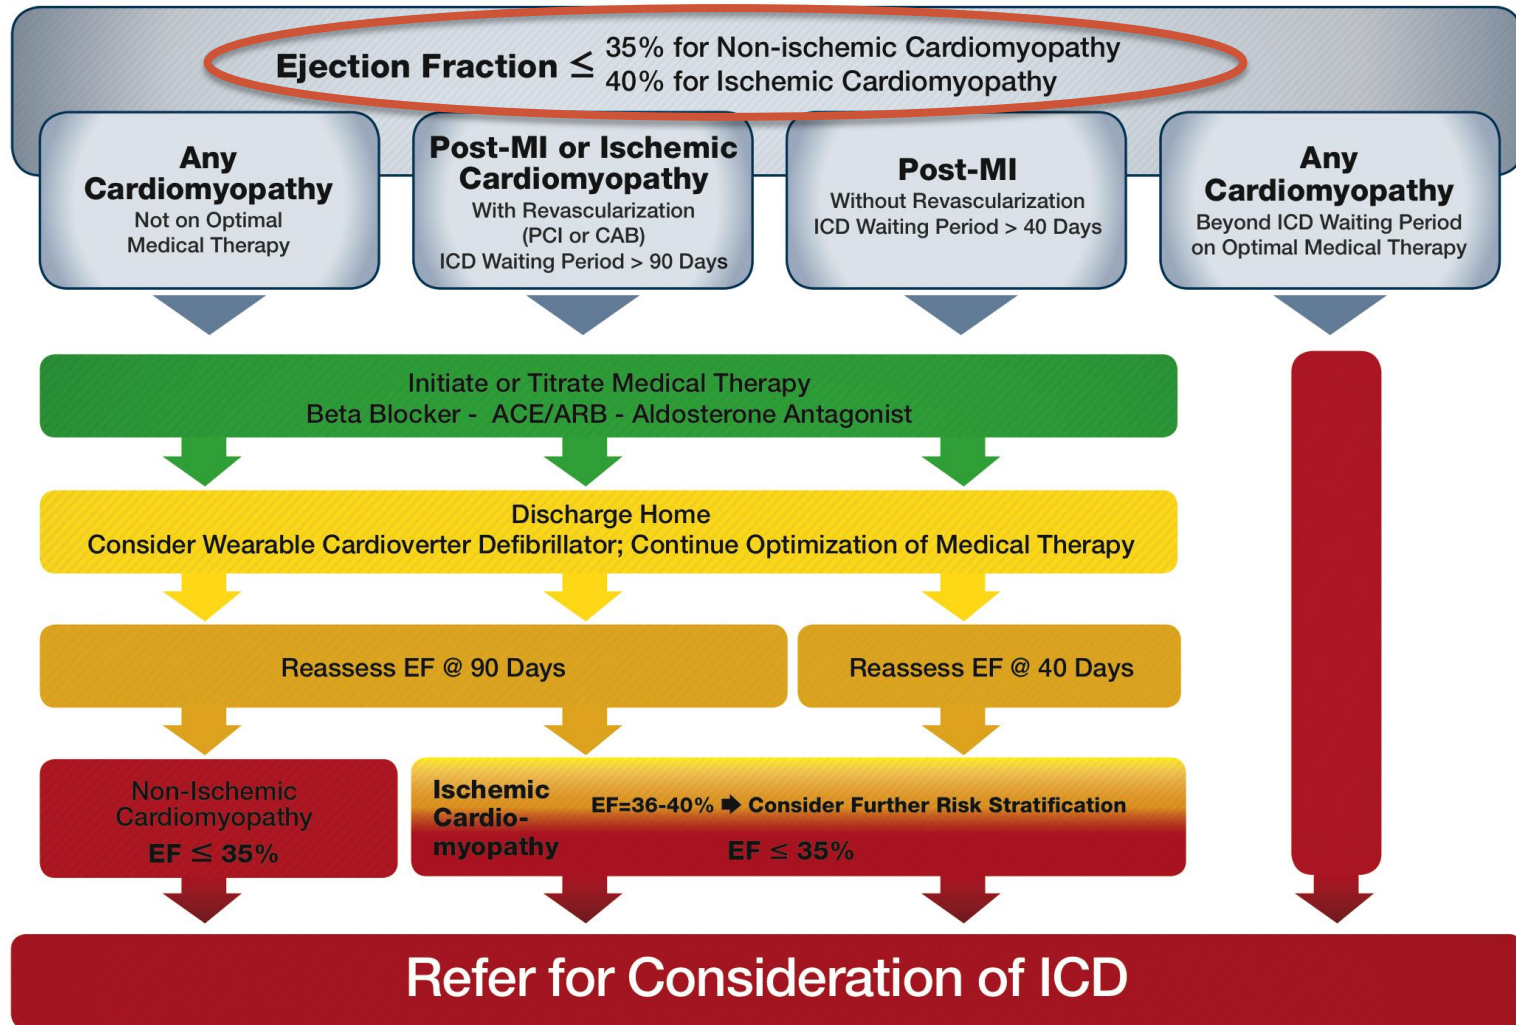 Ejection Fraction ≤
35% for Non-ischemic Cardiomyopathy
40% for Ischemic Cardiomyopathy
Any
Cardiomyopathy
Not on Optimal
Medical Therapy
Post-MI or Ischemic
Cardiomyopathy
With Revascularization
(PCI or CAB)
ICD Waiting Period > 90 Days
Post-MI
Without Revascularization
ICD Waiting Period > 40 Days
Any
Cardiomyopathy
Beyond ICD Waiting Period
on Optimal Medical Therapy
Initiate or Titrate Medical Therapy
Beta Blocker - ACE/ARB - Aldosterone Antagonist
Discharge Home
Consider Wearable Cardioverter Defibrillator; Continue Optimization of Medical Therapy
Reassess EF @ 90 Days
Reassess EF @ 40 Days
Non-Ischemic
Cardiomyopathy
EF ≤ 35%
Ischemic
Cardio-
myopathy
EF=36-40% 🡆 Consider Further Risk Stratification
EF ≤ 35%
Refer for Consideration of ICD